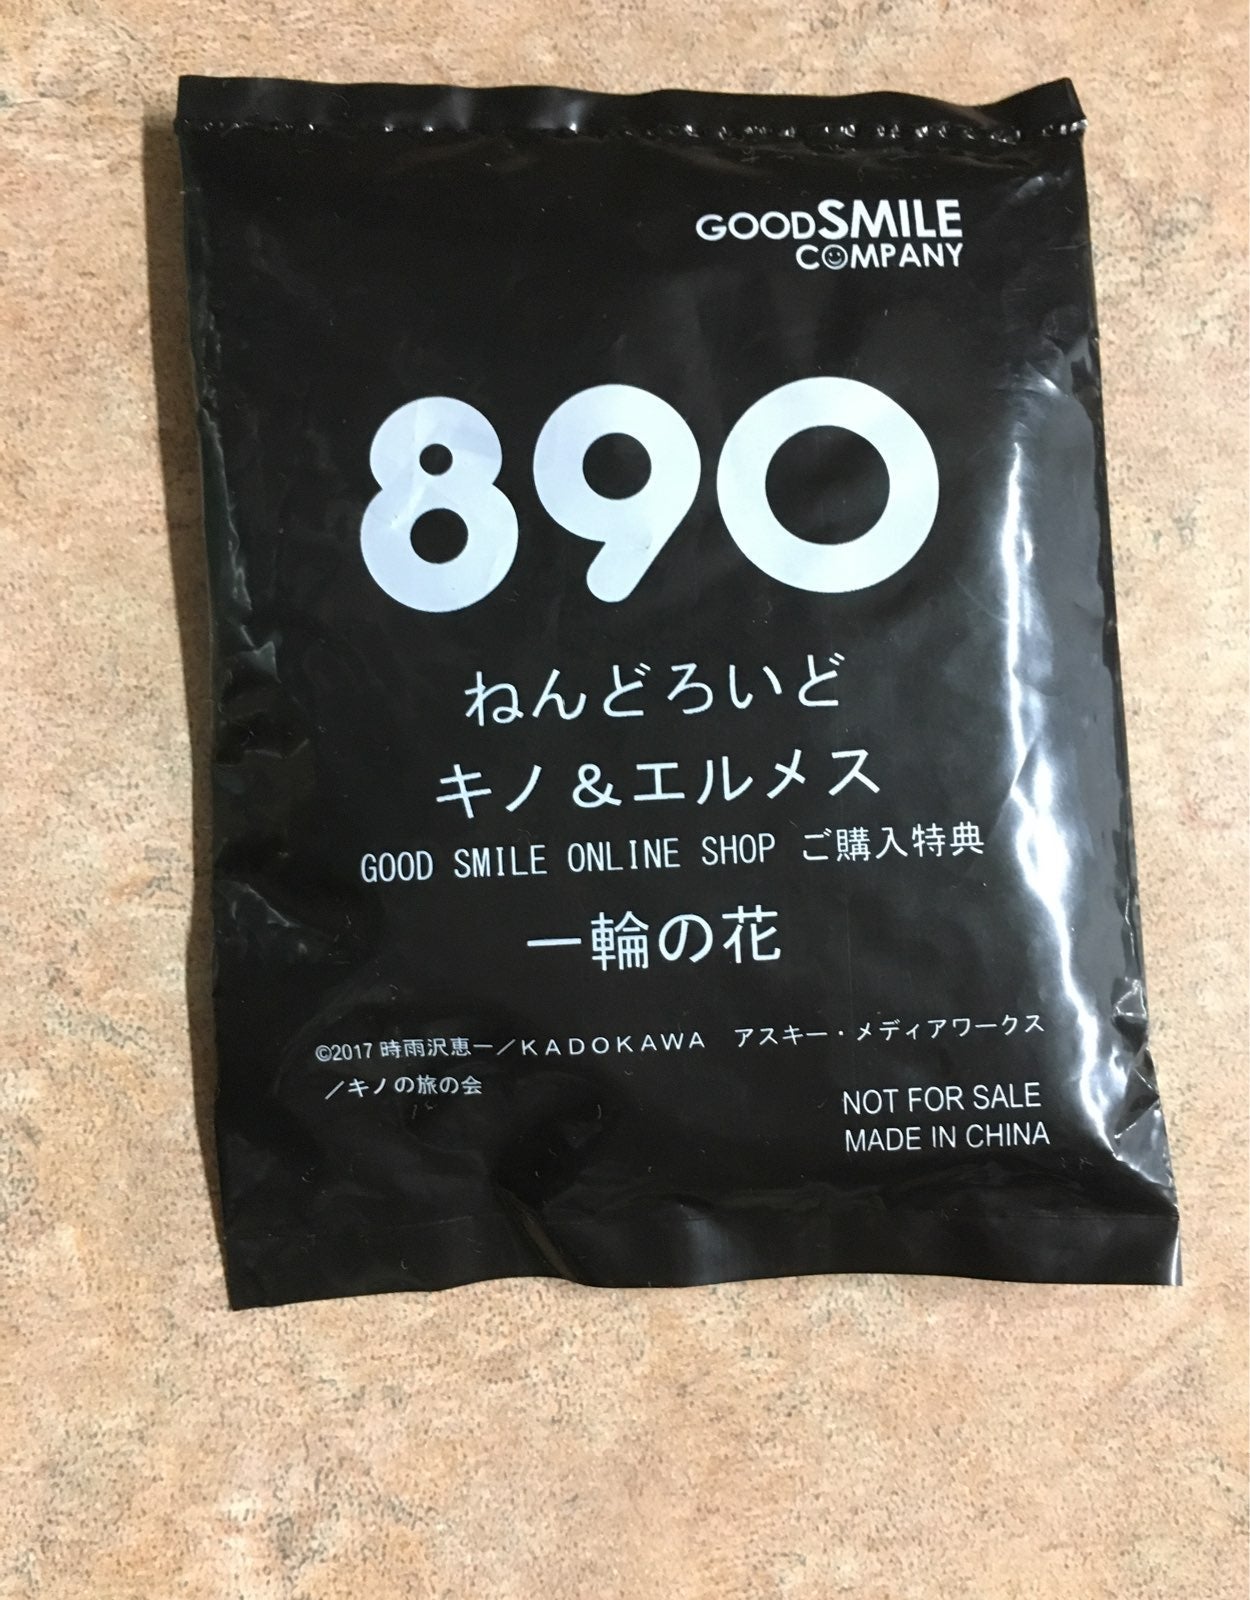 GOODSMILE
COMPANY
890
ねんどろいど
キノ＆エルメス
GOOD SMILE ONLINE SHOP ご購入特典
一輪の花
©2017 時雨沢恵一／KADOKAWA　アスキー・メディアワークス
／キノの旅の会
NOT FOR SALE
MADE IN CHINA